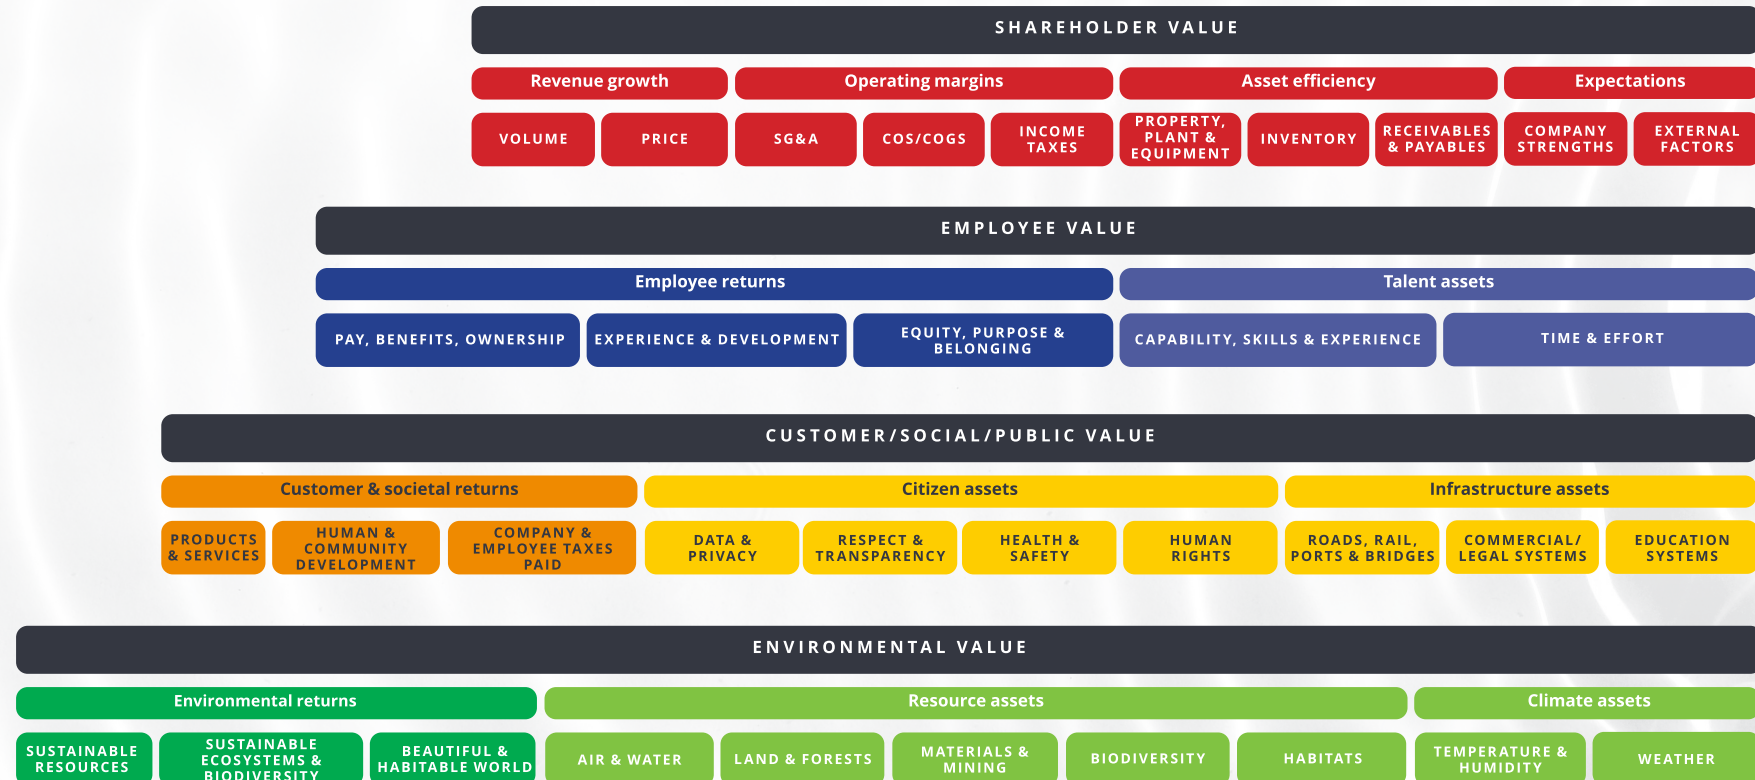 SHAREHOLDER VALUE
Revenue growth Operating margins Asset efficiency Expectations
VOLUME
PRICE
SG&A
COS/COGS
INCOME
TAXES
PROPERTY,
PLANT &
EQUIPMENT
INVENTORY
RECEIVABLES
& PAYABLES
COMPANY
STRENGTHS
EXTERNAL
FACTORS
EMPLOYEE VALUE
Employee returns Talent assets
PAY, BENEFITS, OWNERSHIP
EXPERIENCE & DEVELOPMENT
EQUITY, PURPOSE &
BELONGING
CAPABILITY, SKILLS & EXPERIENCE
TIME & EFFORT
CUSTOMER/SOCIAL/PUBLIC VALUE
Customer & societal returns Citizen assets Infrastructure assets
PRODUCTS
& SERVICES
HUMAN &
COMMUNITY
DEVELOPMENT
COMPANY &
EMPLOYEE TAXES
PAID
DATA &
PRIVACY
RESPECT &
TRANSPARENCY
HEALTH &
SAFETY
HUMAN
RIGHTS
ROADS, RAIL,
PORTS & BRIDGES
COMMERCIAL/
LEGAL SYSTEMS
EDUCATION
SYSTEMS
ENVIRONMENTAL VALUE
Environmental returns Resource assets Climate assets
SUSTAINABLE
RESOURCES
SUSTAINABLE
ECOSYSTEMS &
BIODIVERSITY
BEAUTIFUL &
HABITABLE WORLD
AIR & WATER
LAND & FORESTS
MATERIALS &
MINING
BIODIVERSITY
HABITATS
TEMPERATURE &
HUMIDITY
WEATHER